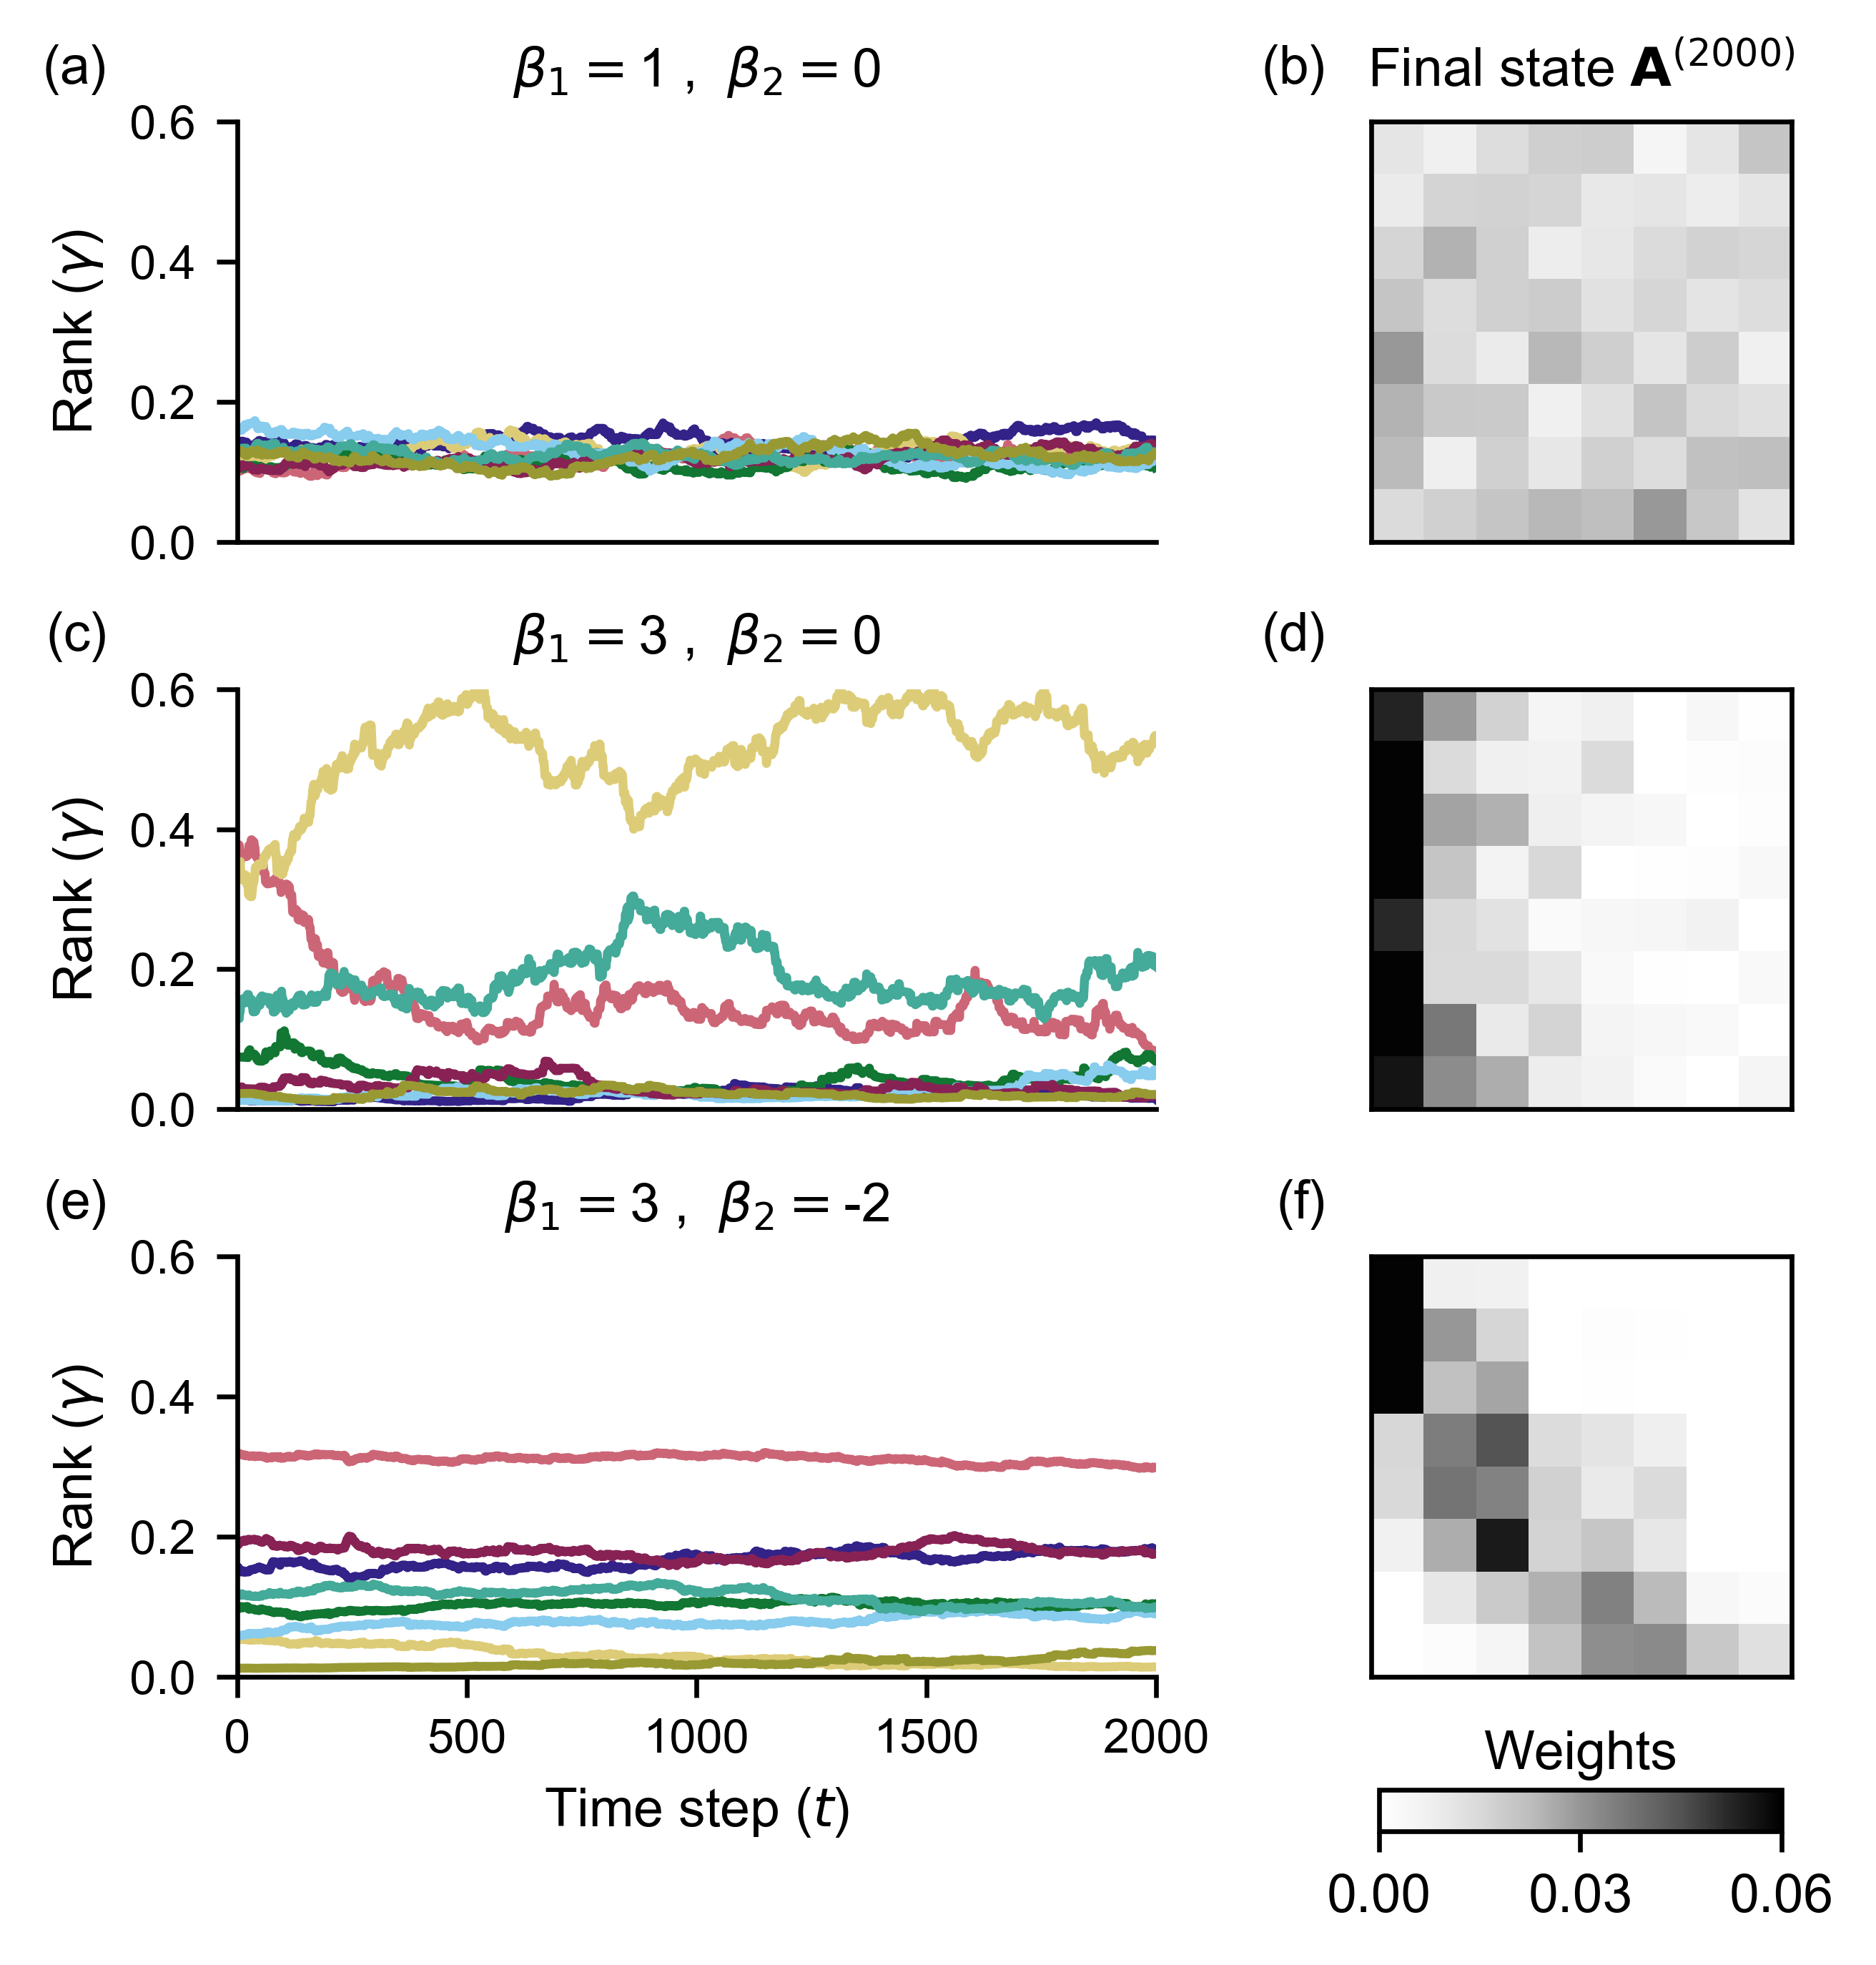 (a) β₁ = 1 , β₂ = 0
(b) Final state A⁽²⁰⁰⁰⁾
0.6
0.4
0.2
0.0
Rank (γ)
(c) β₁ = 3 , β₂ = 0
(d)
0.6
0.4
0.2
0.0
Rank (γ)
(e) β₁ = 3 , β₂ = -2
(f)
0.6
0.4
0.2
0.0
Rank (γ)
0 500 1000 1500 2000
Time step (t)
Weights
0.00 0.03 0.06